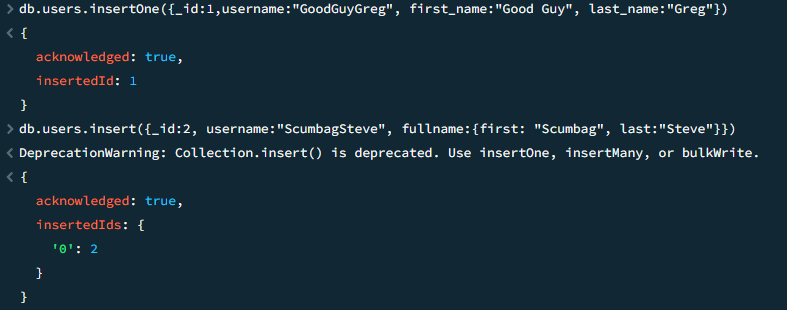 > db.users.insertOne({_id:1,username:"GoodGuyGreg", first_name:"Good Guy", last_name:"Greg"})
< {
acknowledged: true,
insertedId: 1
}
> db.users.insert({_id:2, username:"ScumbagSteve", fullname:{first: "Scumbag", last:"Steve"}})
< DeprecationWarning: Collection.insert() is deprecated. Use insertOne, insertMany, or bulkWrite.
< {
acknowledged: true,
insertedIds: {
'0': 2
}
}